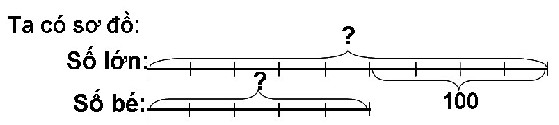 Ta có sơ đồ:
?
Số lớn:
?
Số bé:
100